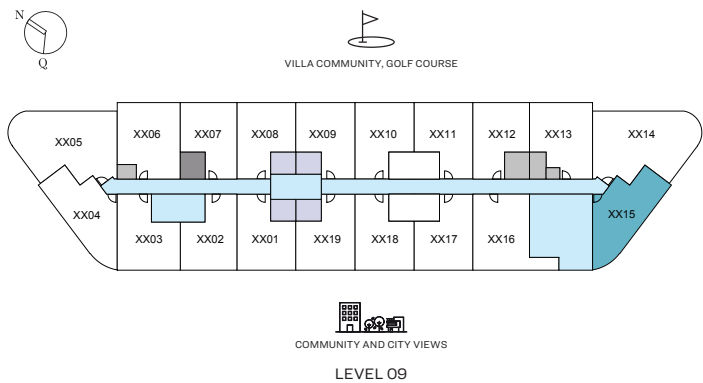 N
Q
VILLA COMMUNITY, GOLF COURSE
XX05
XX06
XX07
XX08
XX09
XX10
XX11
XX12
XX13
XX14
XX04
XX15
XX03
XX02
XX01
XX19
XX18
XX17
XX16
COMMUNITY AND CITY VIEWS
LEVEL 09